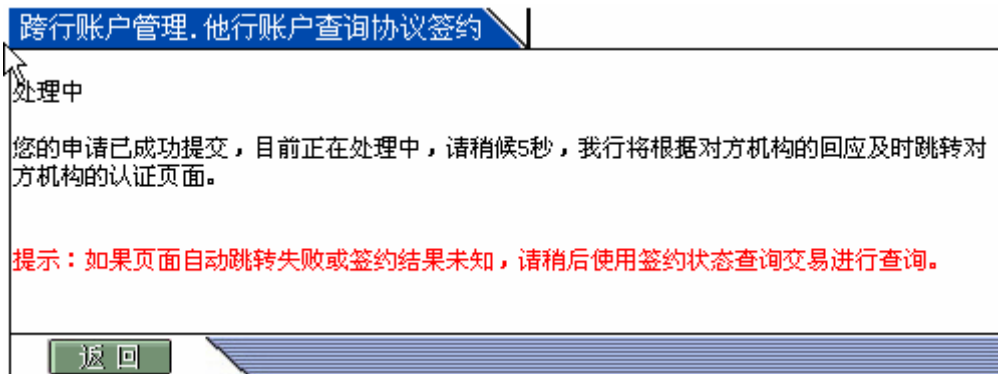 跨行账户管理.他行账户查询协议签约
处理中
您的申请已成功提交，目前正在处理中，请稍候5秒，我行将根据对方机构的回应及时跳转对
方机构的认证页面。
提示：如果页面自动跳转失败或签约结果未知，请稍后使用签约状态查询交易进行查询。
返 回